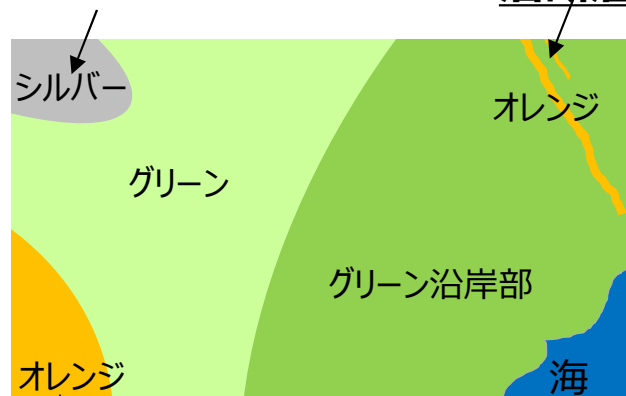 シルバー
オレンジ
グリーン
グリーン沿岸部
オレンジ
海